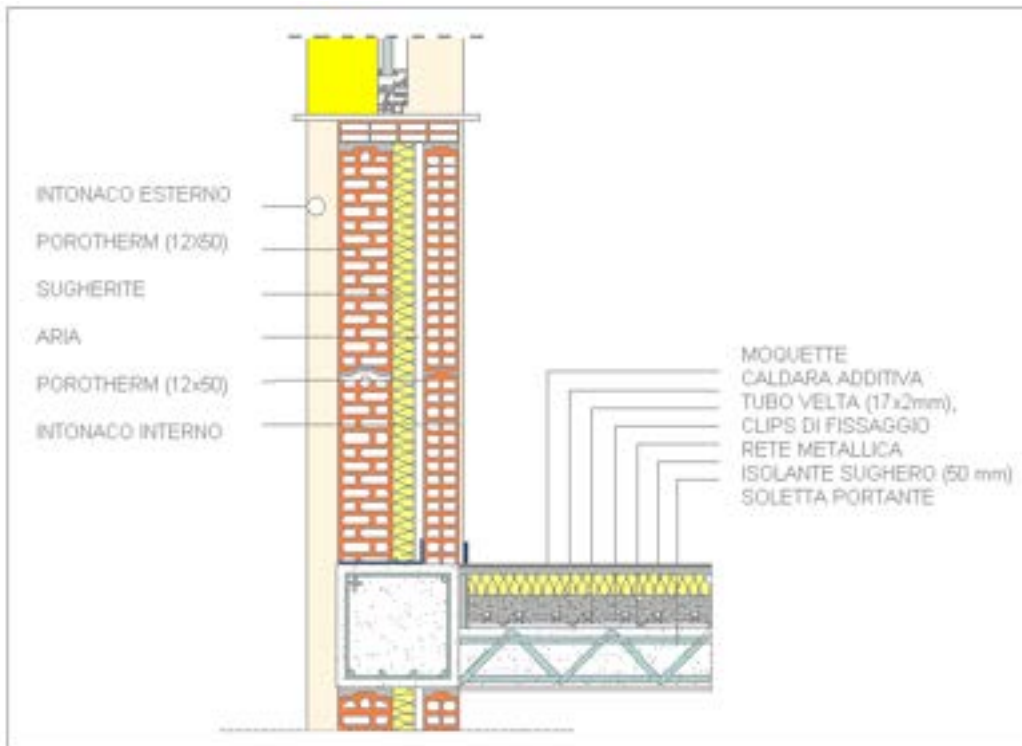 INTONACO ESTERNO
POROTHERM (12X50)
SUGHERITE
ARIA
POROTHERM (12x50)
INTONACO INTERNO
MOQUETTE
CALDARA ADDITIVA
TUBO VELTA (17x2mm),
CLIPS DI FISSAGGIO
RETE METALLICA
ISOLANTE SUGHERO (50 mm)
SOLETTA PORTANTE